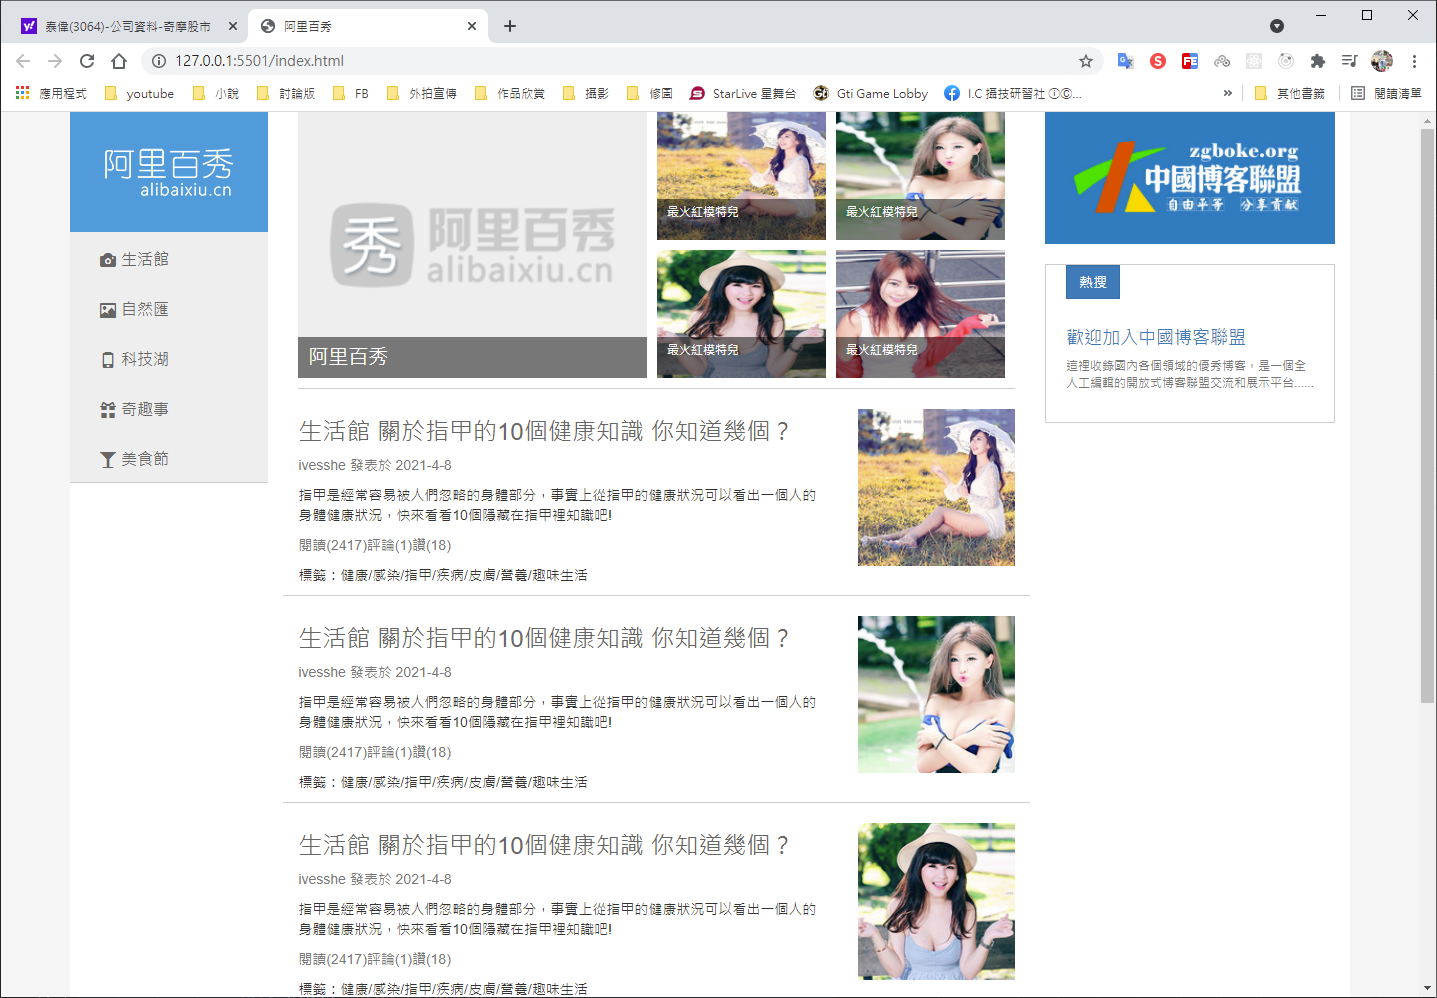 泰偉(3064)-公司資料-奇摩股市
阿里百秀
127.0.0.1:5501/index.html
應用程式
youtube
小說
討論版
FB
外拍宣傳
作品欣賞
攝影
修圖
StarLive 星舞台
Gti Game Lobby
I.C 攝技研習社 ①Ⓒ...
»
其他書籤
閱讀清單
阿里百秀
alibaixiu.cn
生活館
自然匯
科技湖
奇趣事
美食節
秀 阿里百秀
alibaixiu.cn
阿里百秀
最火紅模特兒
最火紅模特兒
最火紅模特兒
最火紅模特兒
生活館 關於指甲的10個健康知識 你知道幾個？
ivesshe 發表於 2021-4-8
指甲是經常容易被人們忽略的身體部分，事實上從指甲的健康狀況可以看出一個人的
身體健康狀況，快來看看10個隱藏在指甲裡知識吧!
閱讀(2417)評論(1)讚(18)
標籤：健康/感染/指甲/疾病/皮膚/營養/趣味生活
生活館 關於指甲的10個健康知識 你知道幾個？
ivesshe 發表於 2021-4-8
指甲是經常容易被人們忽略的身體部分，事實上從指甲的健康狀況可以看出一個人的
身體健康狀況，快來看看10個隱藏在指甲裡知識吧!
閱讀(2417)評論(1)讚(18)
標籤：健康/感染/指甲/疾病/皮膚/營養/趣味生活
生活館 關於指甲的10個健康知識 你知道幾個？
ivesshe 發表於 2021-4-8
指甲是經常容易被人們忽略的身體部分，事實上從指甲的健康狀況可以看出一個人的
身體健康狀況，快來看看10個隱藏在指甲裡知識吧!
閱讀(2417)評論(1)讚(18)
標籤：健康/感染/指甲/疾病/皮膚/營養/趣味生活
zgboke.org
中國博客聯盟
自由平等 分享貢獻
熱搜
歡迎加入中國博客聯盟
這裡收錄國內各個領域的優秀博客，是一個全
人工編輯的開放式博客聯盟交流和展示平台......